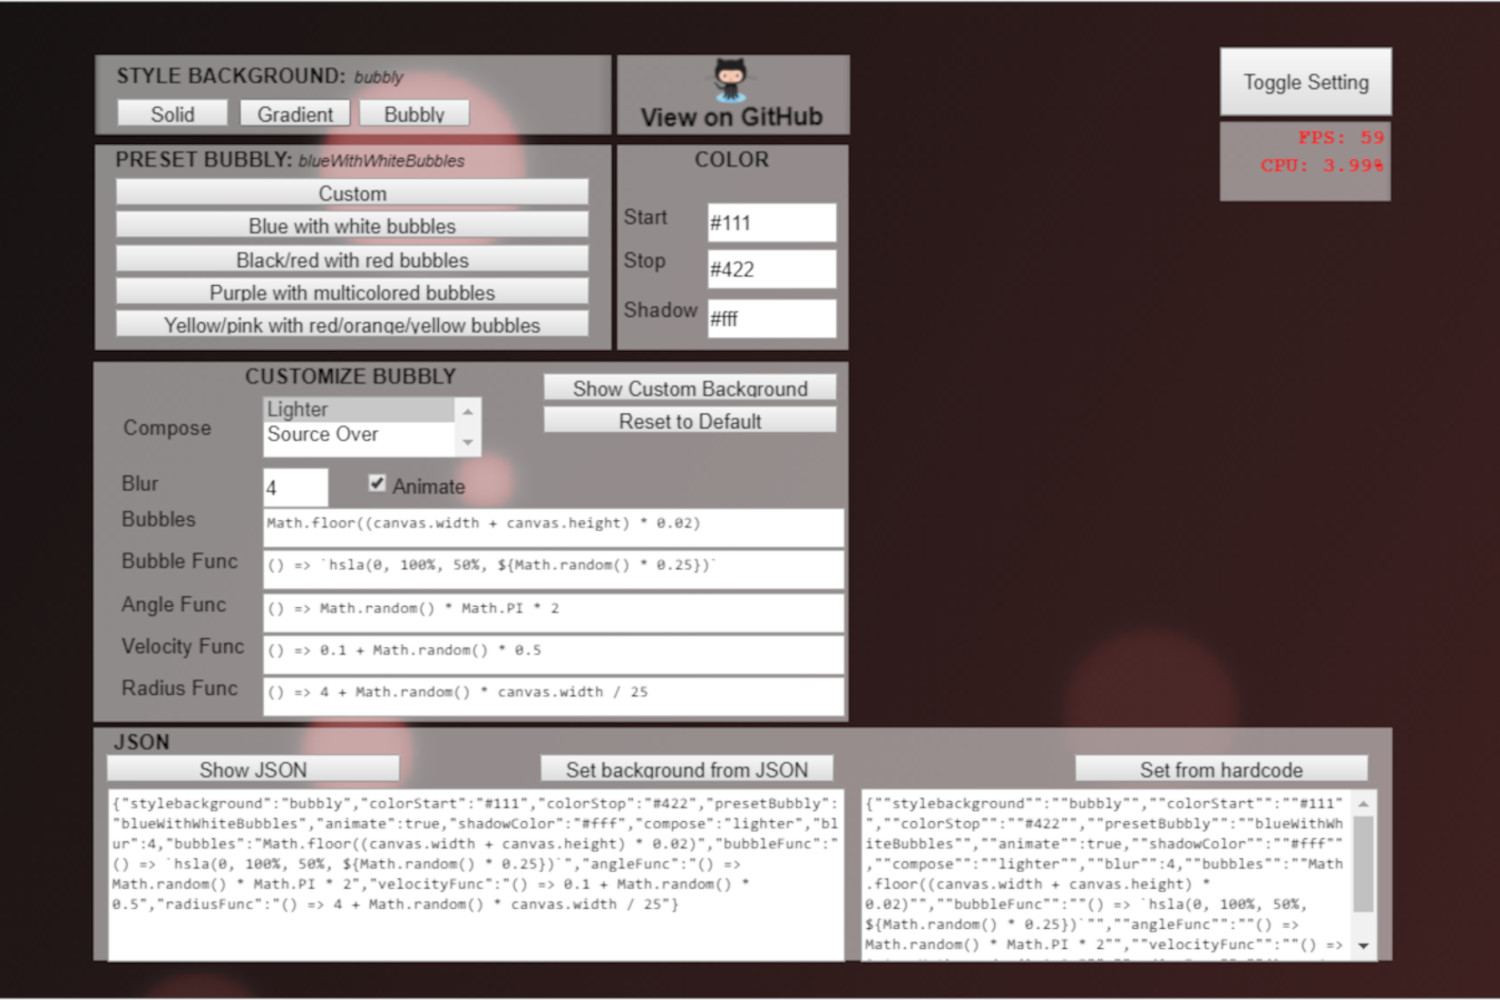 STYLE BACKGROUND: bubbly
Solid
Gradient
Bubbly
View on GitHub
Toggle Setting
FPS: 59
CPU: 3.99%
PRESET BUBBLY: blueWithWhiteBubbles
Custom
Blue with white bubbles
Black/red with red bubbles
Purple with multicolored bubbles
Yellow/pink with red/orange/yellow bubbles
COLOR
Start
#111
Stop
#422
Shadow
#fff
CUSTOMIZE BUBBLY
Show Custom Background
Reset to Default
Compose
Lighter
Source Over
Blur
4
Animate
Bubbles
Math.floor((canvas.width + canvas.height) * 0.02)
Bubble Func
() => `hsla(0, 100%, 50%, ${Math.random() * 0.25})`
Angle Func
() => Math.random() * Math.PI * 2
Velocity Func
() => 0.1 + Math.random() * 0.5
Radius Func
() => 4 + Math.random() * canvas.width / 25
JSON
Show JSON
Set background from JSON
Set from hardcode
{"stylebackground":"bubbly","colorStart":"#111","colorStop":"#422","presetBubbly":
"blueWithWhiteBubbles","animate":true,"shadowColor":"#fff","compose":"lighter","bl
ur":4,"bubbles":"Math.floor((canvas.width + canvas.height) * 0.02)","bubbleFunc":"
() => `hsla(0, 100%, 50%, ${Math.random() * 0.25})`","angleFunc":"() =>
Math.random() * Math.PI * 2","velocityFunc":"() => 0.1 + Math.random() *
0.5","radiusFunc":"() => 4 + Math.random() * canvas.width / 25"}
{""stylebackground"":""bubbly"",""colorStart"":""#111"
",""colorStop"":""#422"",""presetBubbly"":""blueWithWh
iteBubbles"",""animate"":true,""shadowColor"":""#fff""
,""compose"":""lighter"",""blur"":4,""bubbles"":""Math
.floor((canvas.width + canvas.height) *
0.02)"",""bubbleFunc"":""() => `hsla(0, 100%, 50%,
${Math.random() * 0.25})`"",""angleFunc"":""() =>
Math.random() * Math.PI * 2"",""velocityFunc"":""() =>